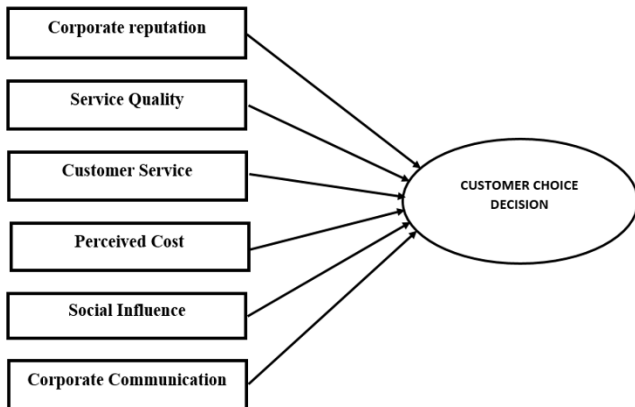 Corporate reputation
Service Quality
Customer Service
Perceived Cost
Social Influence
Corporate Communication
CUSTOMER CHOICE
DECISION